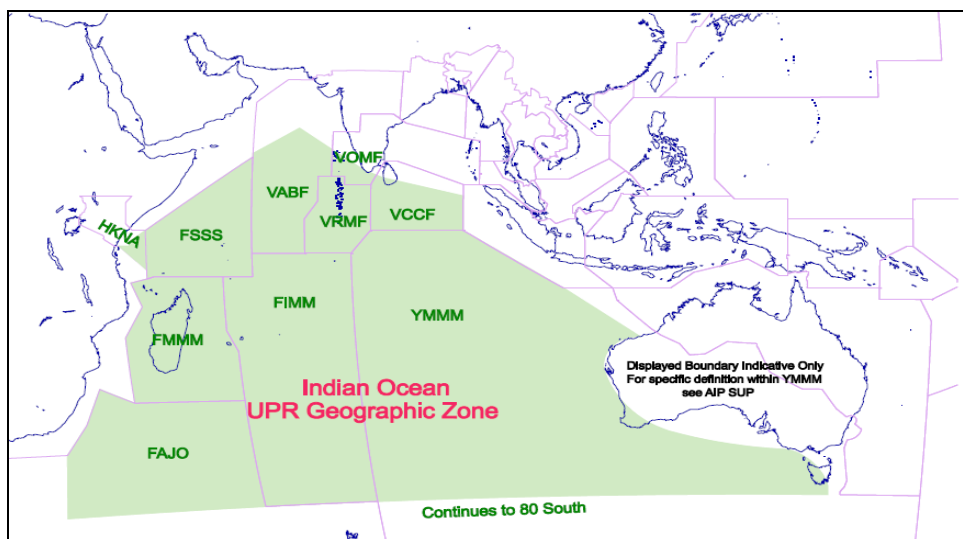 VOMF
VABF
HKNA
FSSS
VRMF
VCCF
FIMM
YMMM
FMMM
Displayed Boundary Indicative Only
For specific definition within YMMM
see AIP SUP
Indian Ocean
UPR Geographic Zone
FAJO
Continues to 80 South